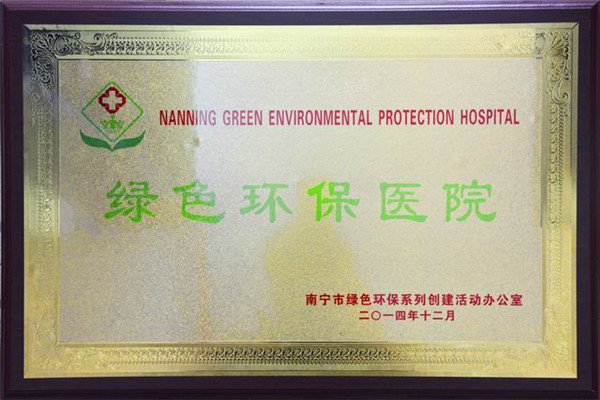 NANNING GREEN ENVIRONMENTAL PROTECTION HOSPITAL
绿色环保医院
南宁市绿色环保系列创建活动办公室
二〇一四年十二月